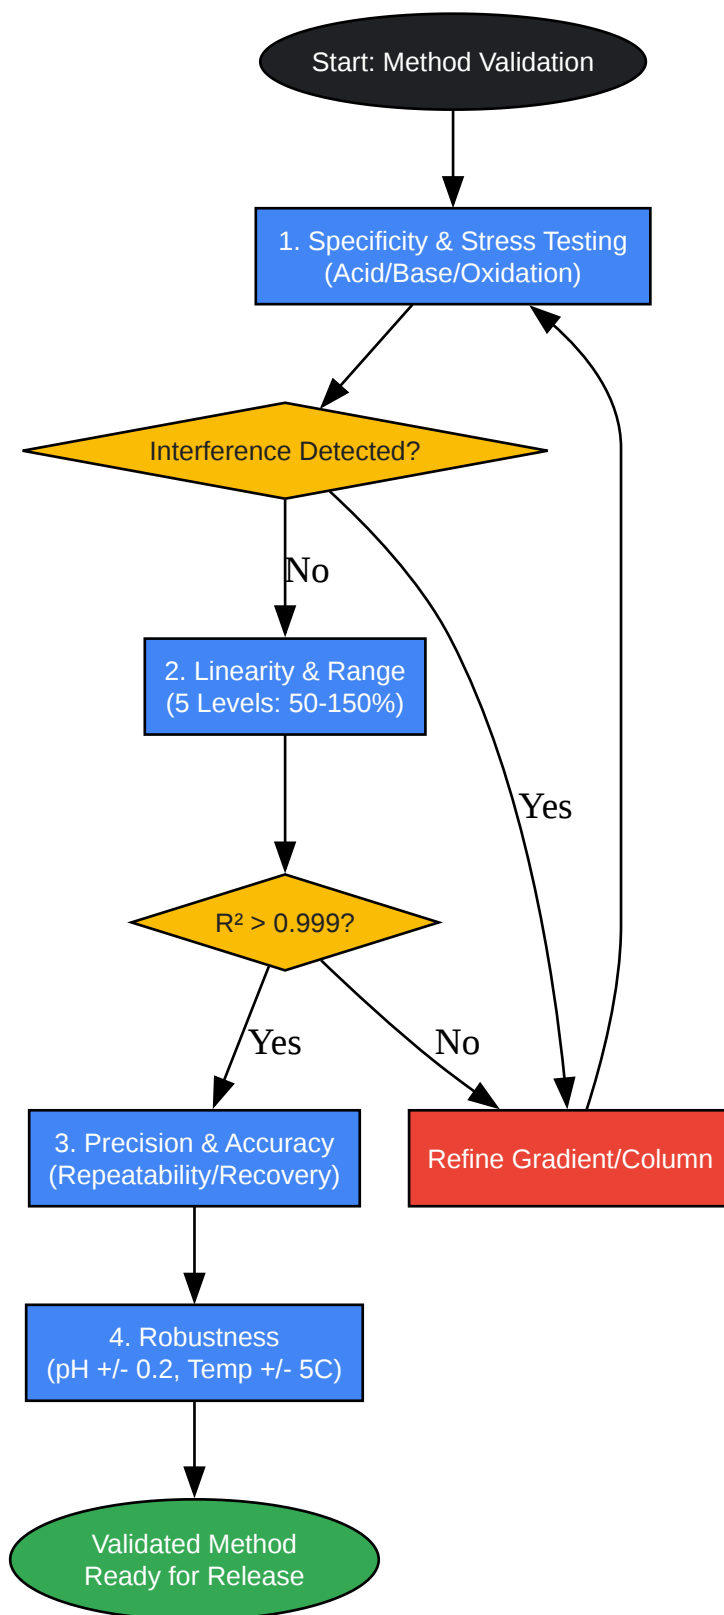 Start: Method Validation
1. Specificity & Stress Testing
(Acid/Base/Oxidation)
Interference Detected?
No
2. Linearity & Range
(5 Levels: 50-150%)
Yes
R² > 0.999?
Yes
No
3. Precision & Accuracy
(Repeatability/Recovery)
Refine Gradient/Column
4. Robustness
(pH +/- 0.2, Temp +/- 5C)
Validated Method
Ready for Release